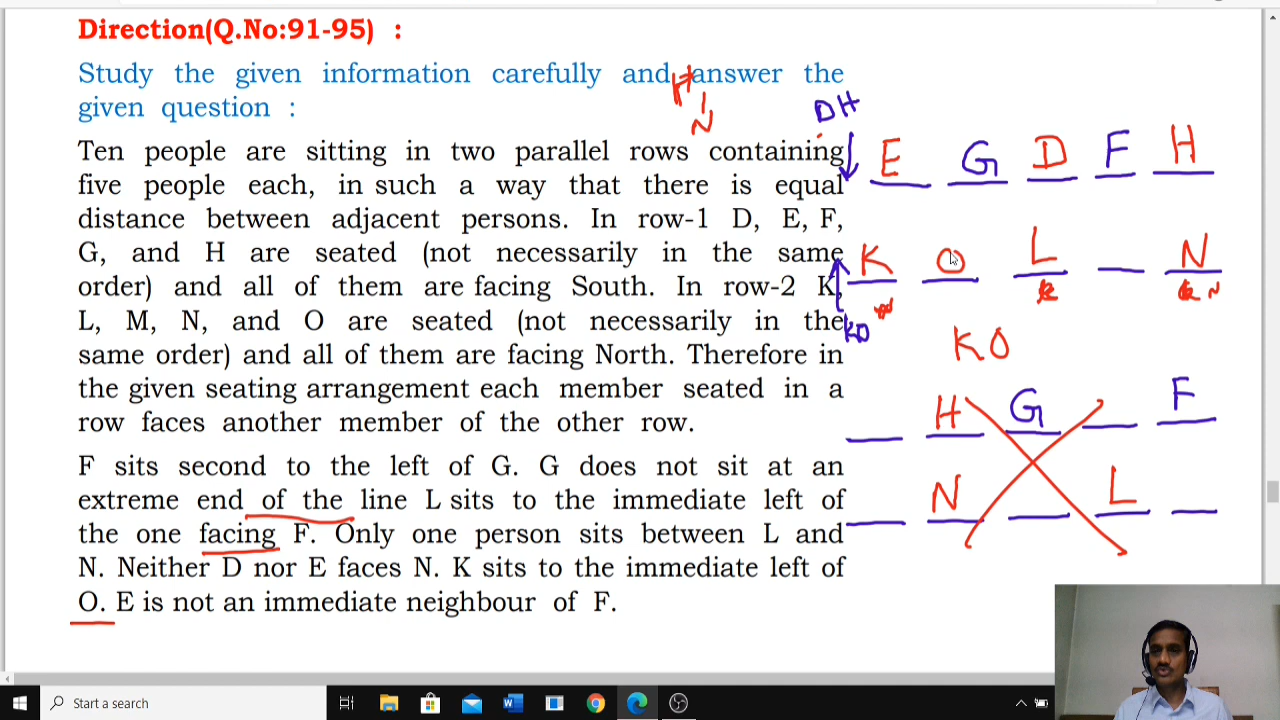 Direction(Q.No:91-95) :
Study the given information carefully and answer the
given question :
H
N
DH
Ten people are sitting in two parallel rows containing
five people each, in such a way that there is equal
distance between adjacent persons. In row-1 D, E, F,
G, and H are seated (not necessarily in the same
order) and all of them are facing South. In row-2 K,
L, M, N, and O are seated (not necessarily in the
same order) and all of them are facing North. Therefore in
the given seating arrangement each member seated in a
row faces another member of the other row.
F sits second to the left of G. G does not sit at an
extreme end of the line L sits to the immediate left of
the one facing F. Only one person sits between L and
N. Neither D nor E faces N. K sits to the immediate left of
O. E is not an immediate neighbour of F.
E G D F H
K O L N
N
KO
KO
H G F
N L
Start a search